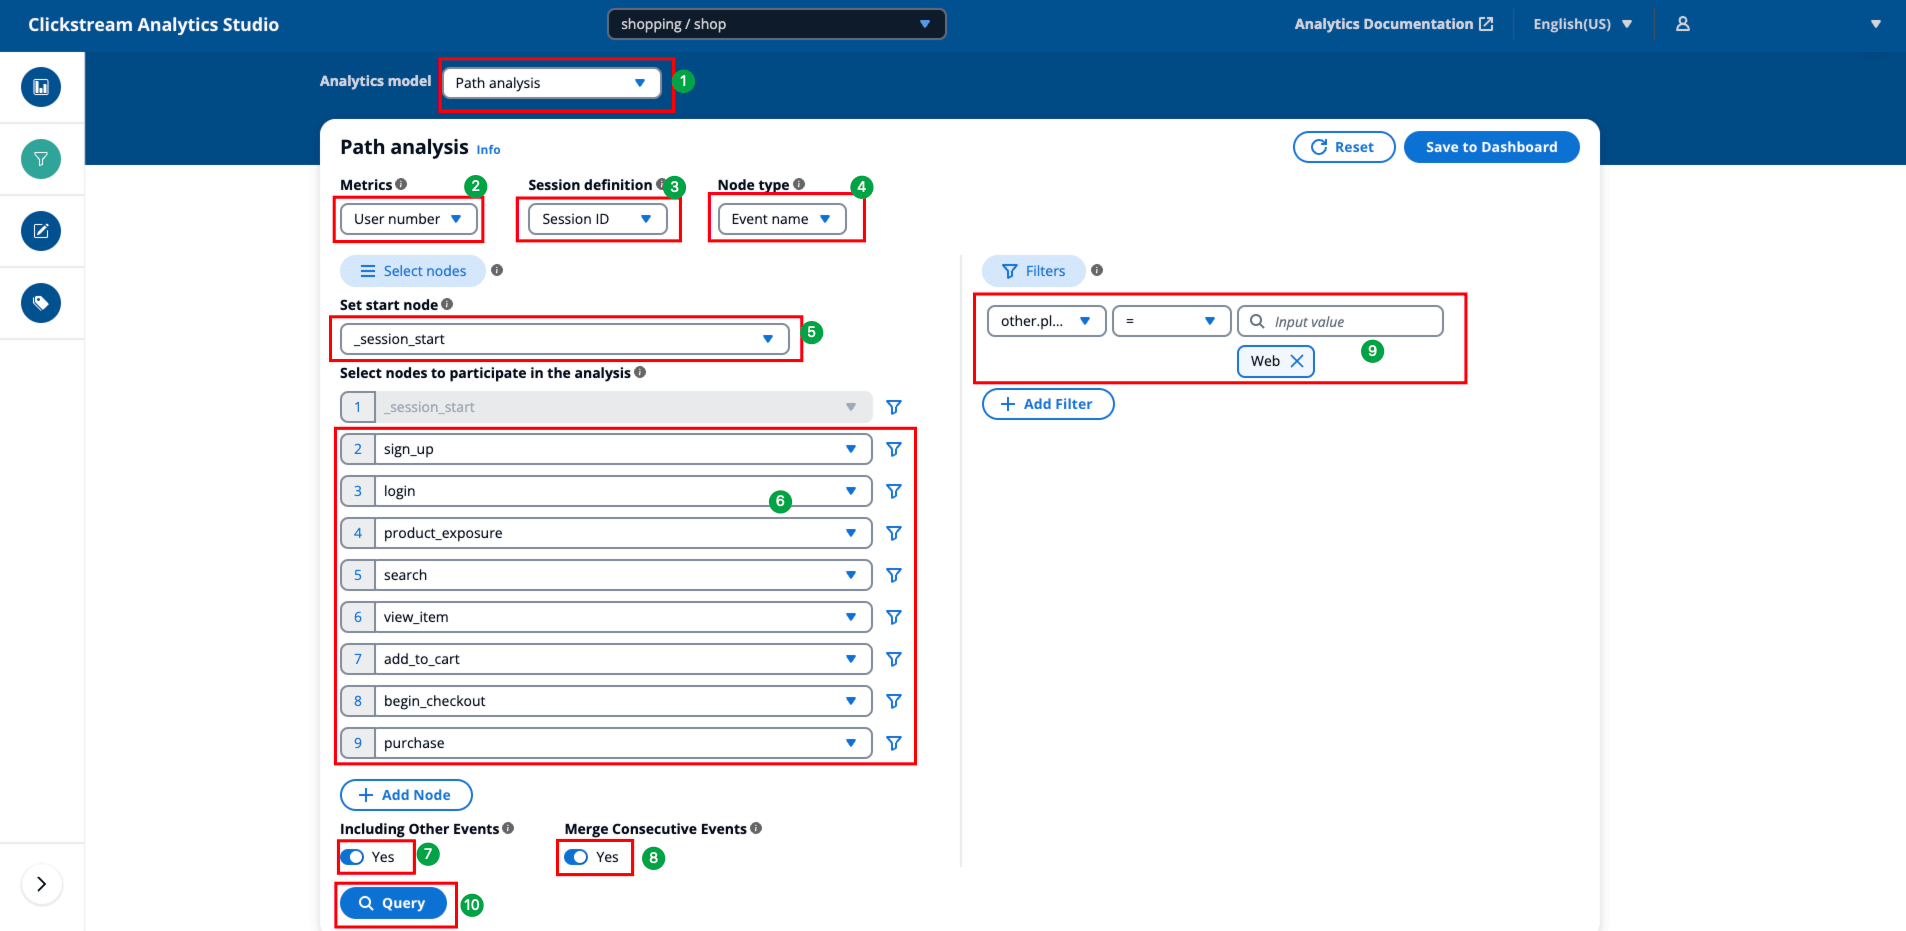 Clickstream Analytics Studio
shopping / shop
Analytics Documentation
English(US)
Analytics model
Path analysis
1
Path analysis
Info
Reset
Save to Dashboard
Metrics
2
Session definition
3
Node type
4
User number
Session ID
Event name
Select nodes
Filters
Set start node
_session_start
5
other.pl...
=
Input value
Web
9
Add Filter
Select nodes to participate in the analysis
1 _session_start
2 sign_up
3 login
6
4 product_exposure
5 search
6 view_item
7 add_to_cart
8 begin_checkout
9 purchase
Add Node
Including Other Events
Merge Consecutive Events
Yes
7
Yes
8
Query
10